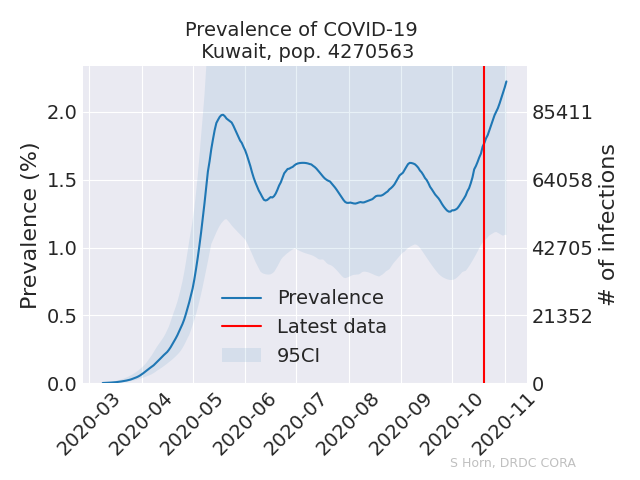 Prevalence of COVID-19
Kuwait, pop. 4270563
Prevalence (%)
2.0
1.5
1.0
0.5
0.0
85411
64058
42705
21352
0
# of infections
Prevalence
Latest data
95CI
2020-03
2020-04
2020-05
2020-06
2020-07
2020-08
2020-09
2020-10
2020-11
S Horn, DRDC CORA